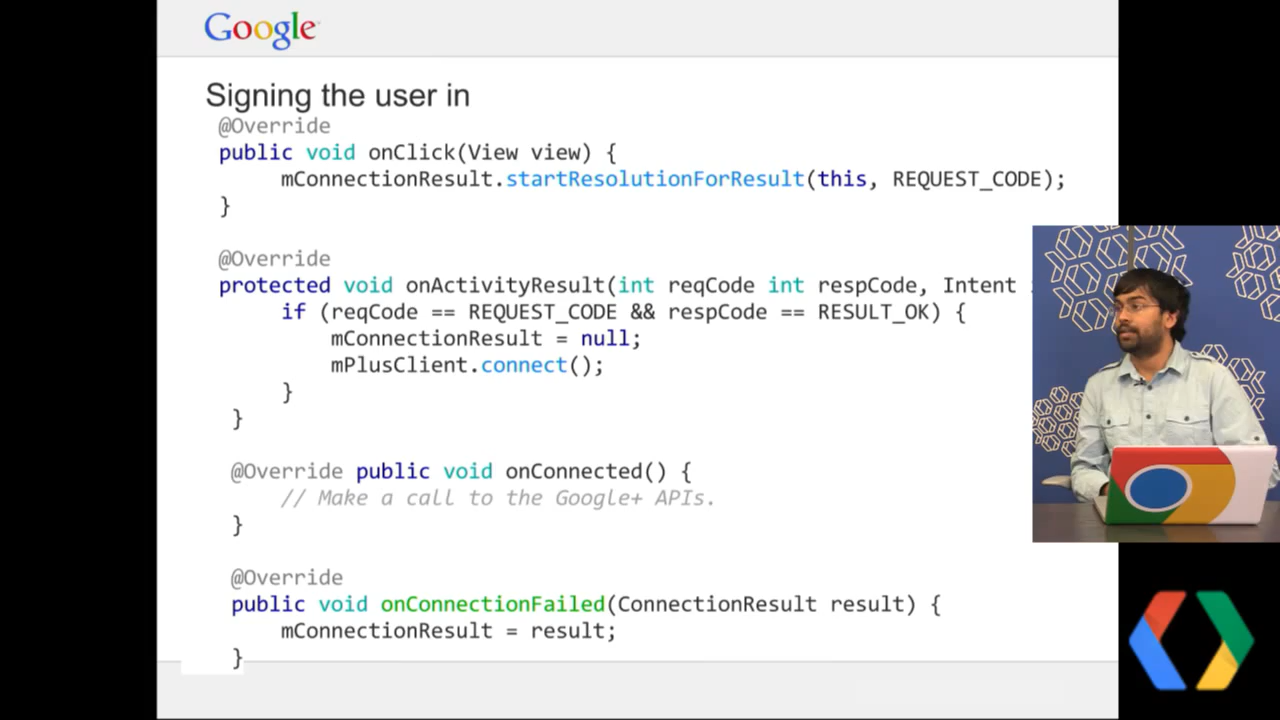 Google
Signing the user in
@Override
public void onClick(View view) {
mConnectionResult.startResolutionForResult(this, REQUEST_CODE);
}
@Override
protected void onActivityResult(int reqCode int respCode, Intent
if (reqCode == REQUEST_CODE && respCode == RESULT_OK) {
mConnectionResult = null;
mPlusClient.connect();
}
}
@Override public void onConnected() {
// Make a call to the Google+ APIs.
}
@Override
public void onConnectionFailed(ConnectionResult result) {
mConnectionResult = result;
}